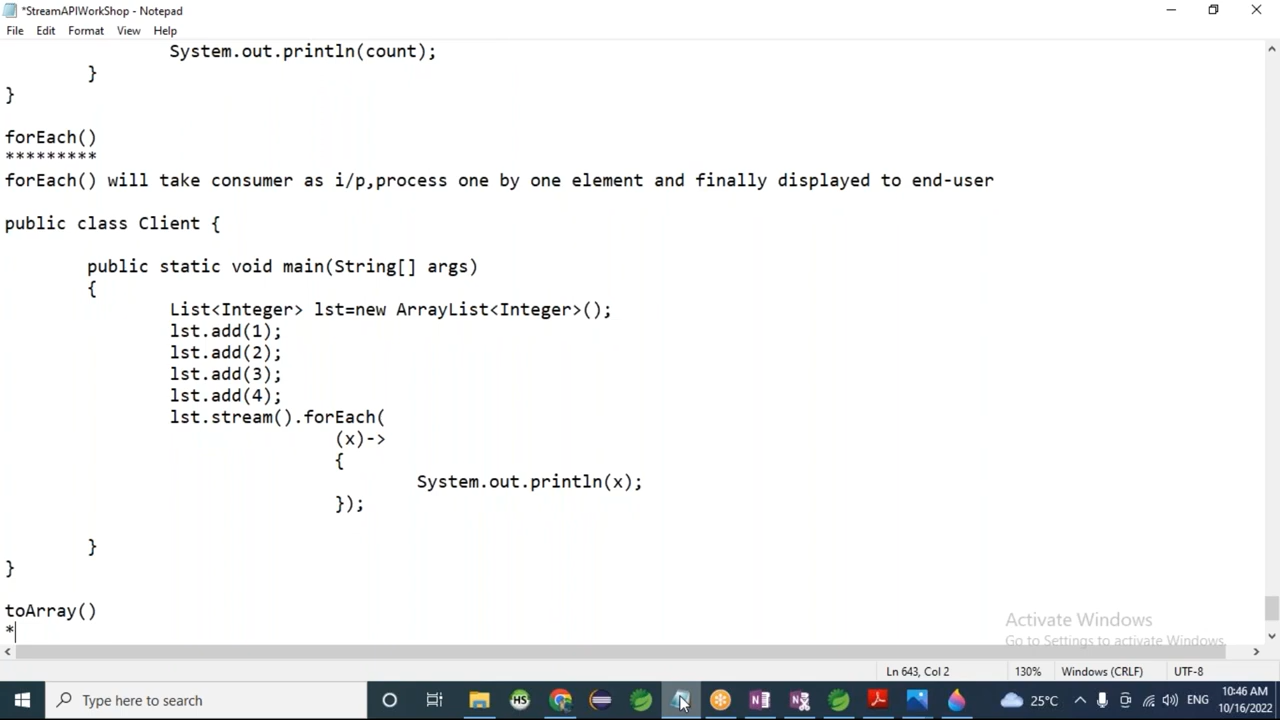 *StreamAPIWorkShop - Notepad
File Edit Format View Help
System.out.println(count);
}
}
forEach()
*********
forEach() will take consumer as i/p,process one by one element and finally displayed to end-user
public class Client {
public static void main(String[] args)
{
List<Integer> lst=new ArrayList<Integer>();
lst.add(1);
lst.add(2);
lst.add(3);
lst.add(4);
lst.stream().forEach(
(x)->
{
System.out.println(x);
});
}
}
toArray()
*
Activate Windows
Go to Settings to activate Windows.
Ln 643, Col 2 130% Windows (CRLF) UTF-8
Type here to search
HS
25°C
ENG
10:46 AM
10/16/2022